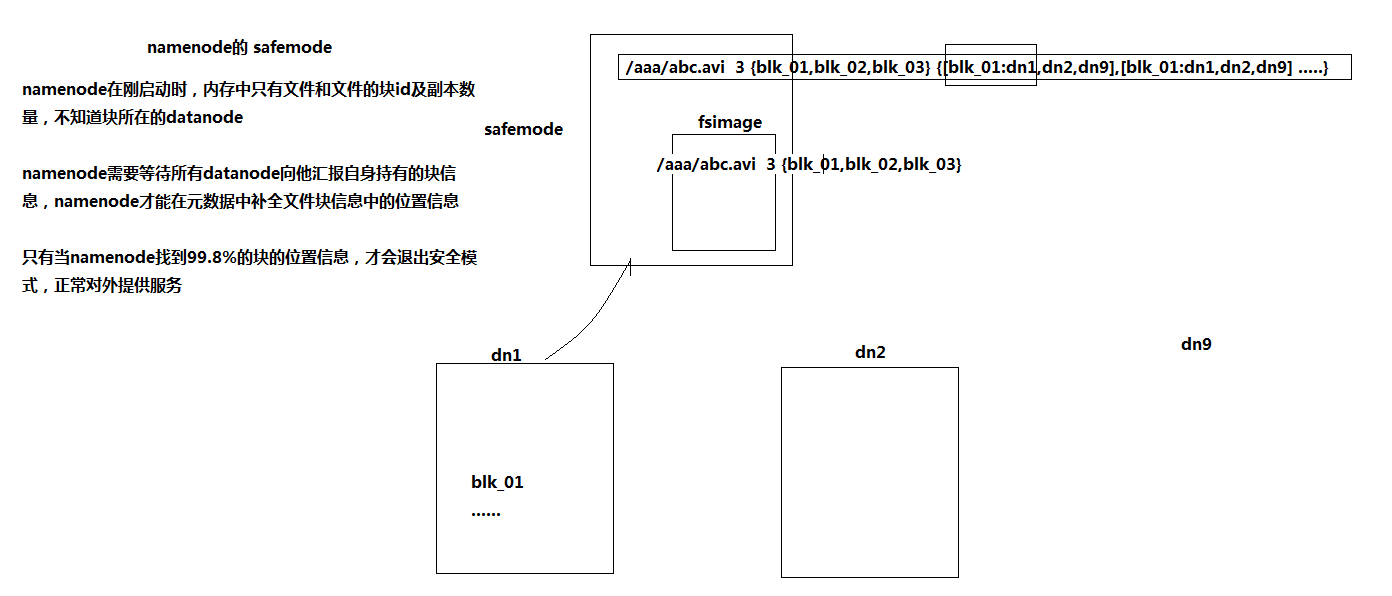 namenode的 safemode
namenode在刚启动时，内存中只有文件和文件的块id及副本数
量，不知道块所在的datanode
namenode需要等待所有datanode向他汇报自身持有的块信
息，namenode才能在元数据中补全文件块信息中的位置信息
只有当namenode找到99.8%的块的位置信息，才会退出安全模
式，正常对外提供服务
safemode
/aaa/abc.avi 3 {blk_01,blk_02,blk_03} {[blk_01:dn1,dn2,dn9],[blk_01:dn1,dn2,dn9] .....}
fsimage
/aaa/abc.avi 3 {blk_01,blk_02,blk_03}
dn1
blk_01
......
dn2
dn9